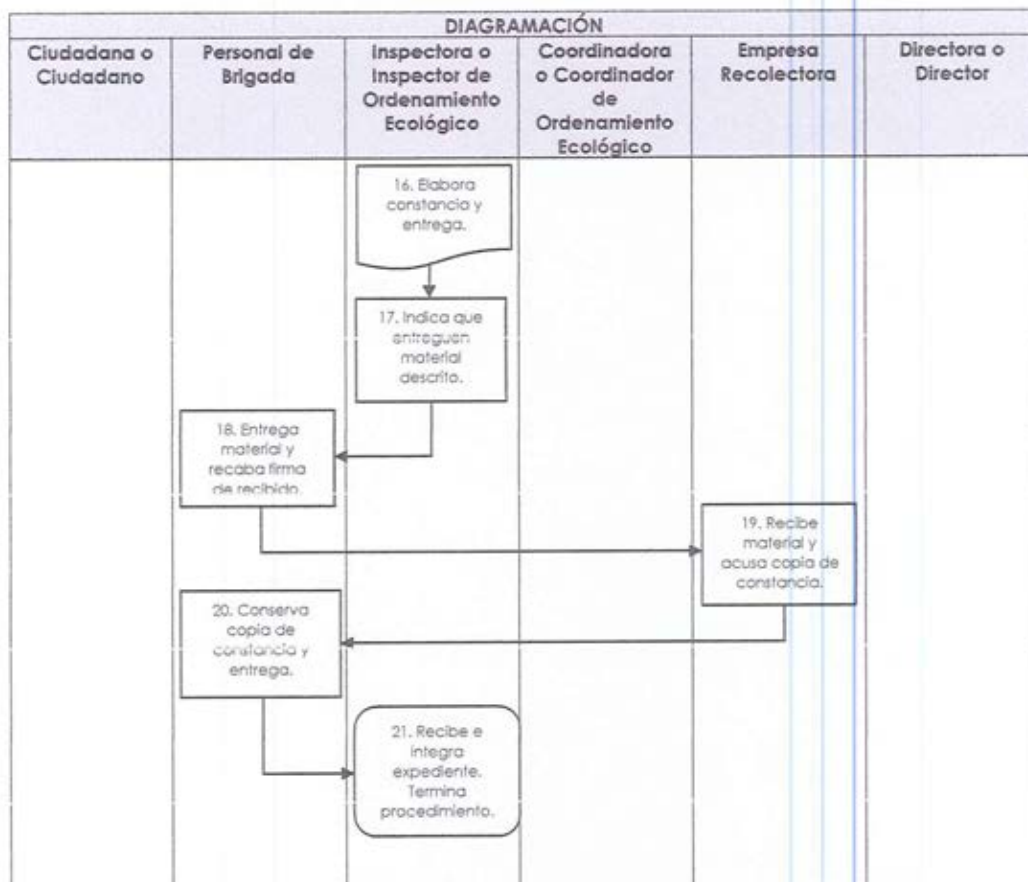 DIAGRAMACIÓN
Ciudadana o
Ciudadano
Personal de
Brigada
Inspectora o
Inspector de
Ordenamiento
Ecológico
Coordinadora
o Coordinador
de
Ordenamiento
Ecológico
Empresa
Recolectora
Directora o
Director
16. Elabora
constancia y
entrega.
17. Indica que
entreguen
material
descrito.
18. Entrega
material y
recaba firma
de recibido.
19. Recibe
material y
acusa copia de
constancia.
20. Conserva
copia de
constancia y
entrega.
21. Recibe e
integra
expediente.
Termina
procedimiento.